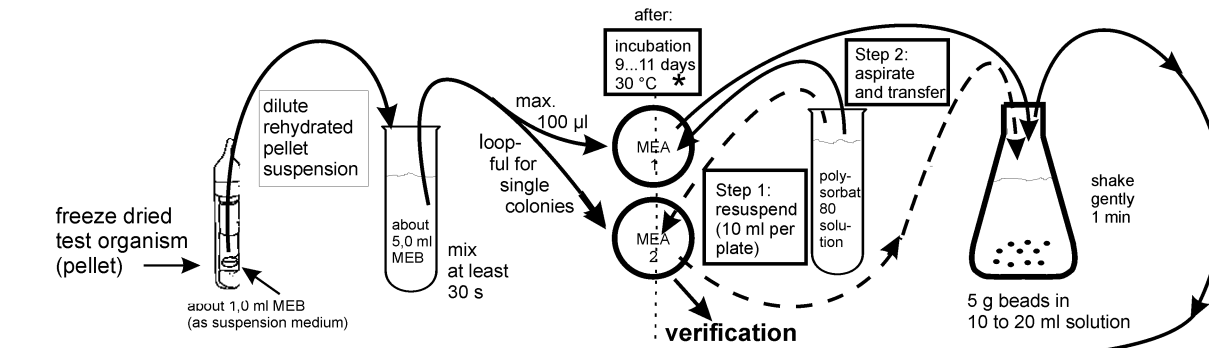 freeze dried
test organism
(pellet)
about 1,0 ml MEB
(as suspension medium)
dilute
rehydrated
pellet
suspension
about
5,0 ml
MEB
mix
at least
30 s
max.
100 µl
loop-
ful for
single
colonies
after:
incubation
9...11 days
30 °C *
MEA
1
MEA
2
verification
Step 1:
resuspend
(10 ml per
plate)
poly-
sorbat
80
solu-
tion
Step 2:
aspirate
and transfer
shake
gently
1 min
5 g beads in
10 to 20 ml solution